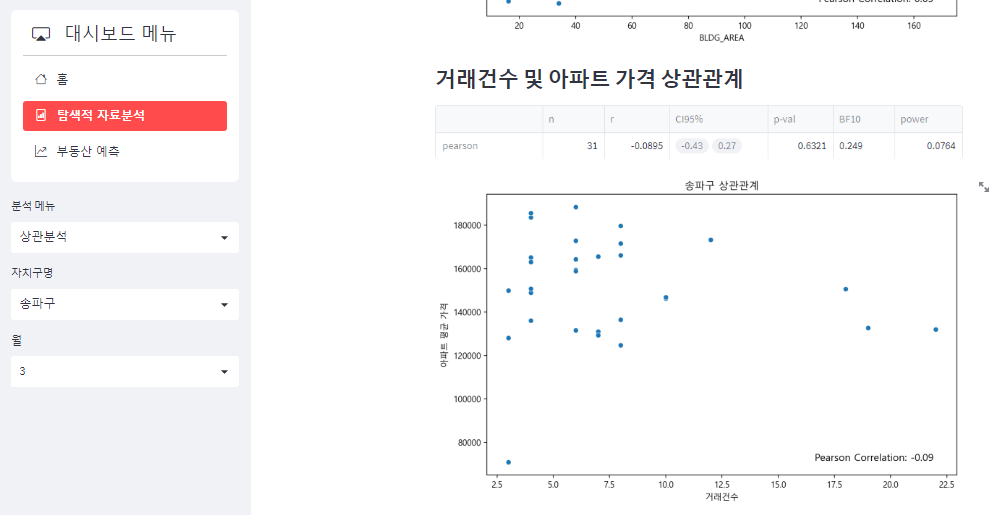 대시보드 메뉴
홈
탐색적 자료분석
부동산 예측
분석 메뉴
상관분석
자치구명
송파구
월
3
20 40 60 80 100 120 140 160
BLDG_AREA
거래건수 및 아파트 가격 상관관계
n r CI95% p-val BF10 power
pearson 31 -0.0895 -0.43 0.27 0.6321 0.249 0.0764
송파구 상관관계
180000
160000
140000
120000
100000
80000
아파트 평균 가격
Pearson Correlation: -0.09
2.5 5.0 7.5 10.0 12.5 15.0 17.5 20.0 22.5
거래건수